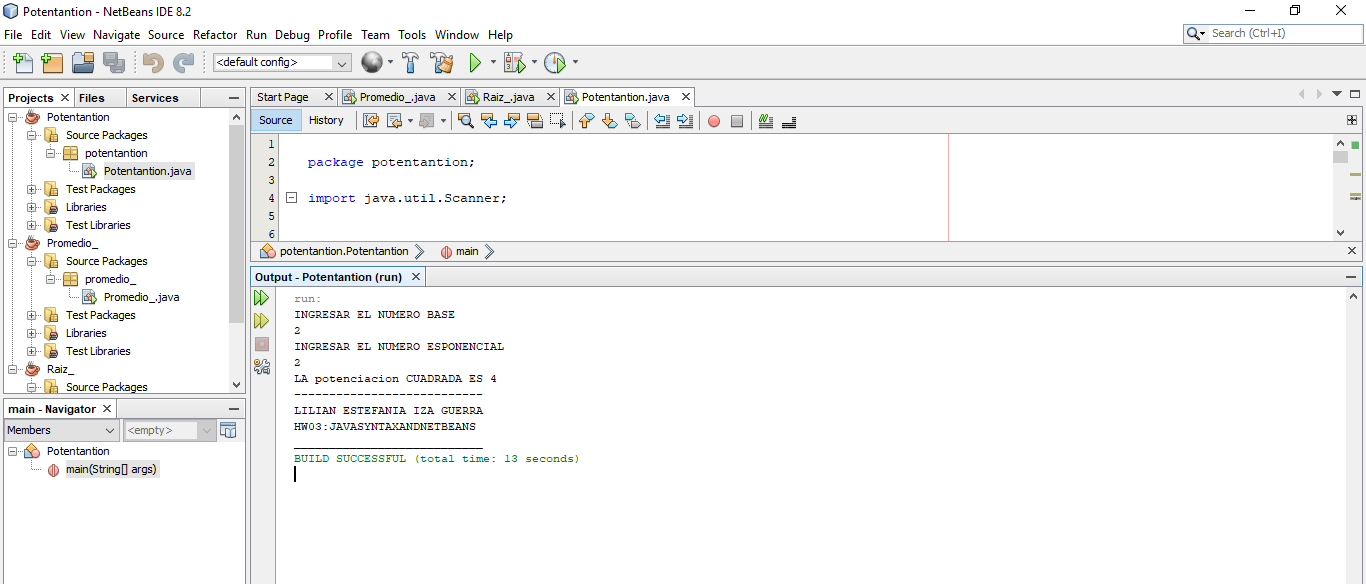 Potentantion - NetBeans IDE 8.2
File Edit View Navigate Source Refactor Run Debug Profile Team Tools Window Help
Search (Ctrl+I)
<default config>
Projects Files Services
Potentantion
Source Packages
potentantion
Potentantion.java
Test Packages
Libraries
Test Libraries
Promedio_
Source Packages
promedio_
Promedio_.java
Test Packages
Libraries
Test Libraries
Raiz_
Source Packages
main - Navigator
Members <empty>
Potentantion
main(String[] args)
Start Page Promedio_.java Raiz_.java Potentantion.java
Source History
1
2 package potentantion;
3
4 import java.util.Scanner;
5
6
potentantion.Potentantion main
Output - Potentantion (run)
run:
INGRESAR EL NUMERO BASE
2
INGRESAR EL NUMERO ESPONENCIAL
2
LA potenciacion CUADRADA ES 4
---------------------------
LILIAN ESTEFANIA IZA GUERRA
HW03:JAVASYNTAXANDNETBEANS
___________________________
BUILD SUCCESSFUL (total time: 13 seconds)